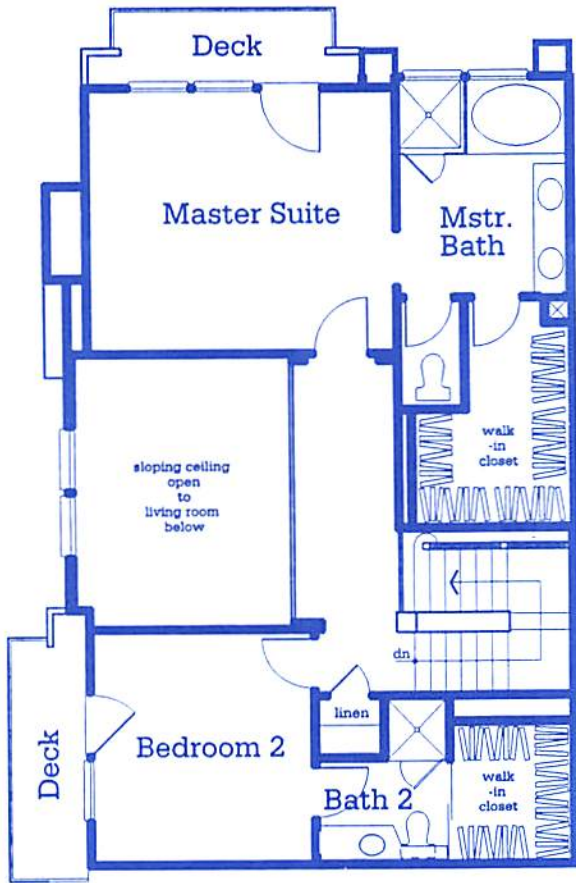 Deck
Master Suite
Mstr.
Bath
walk
-in
closet
sloping ceiling
open
to
living room
below
dn
linen
Deck
Bedroom 2
Bath 2
walk
-in
closet